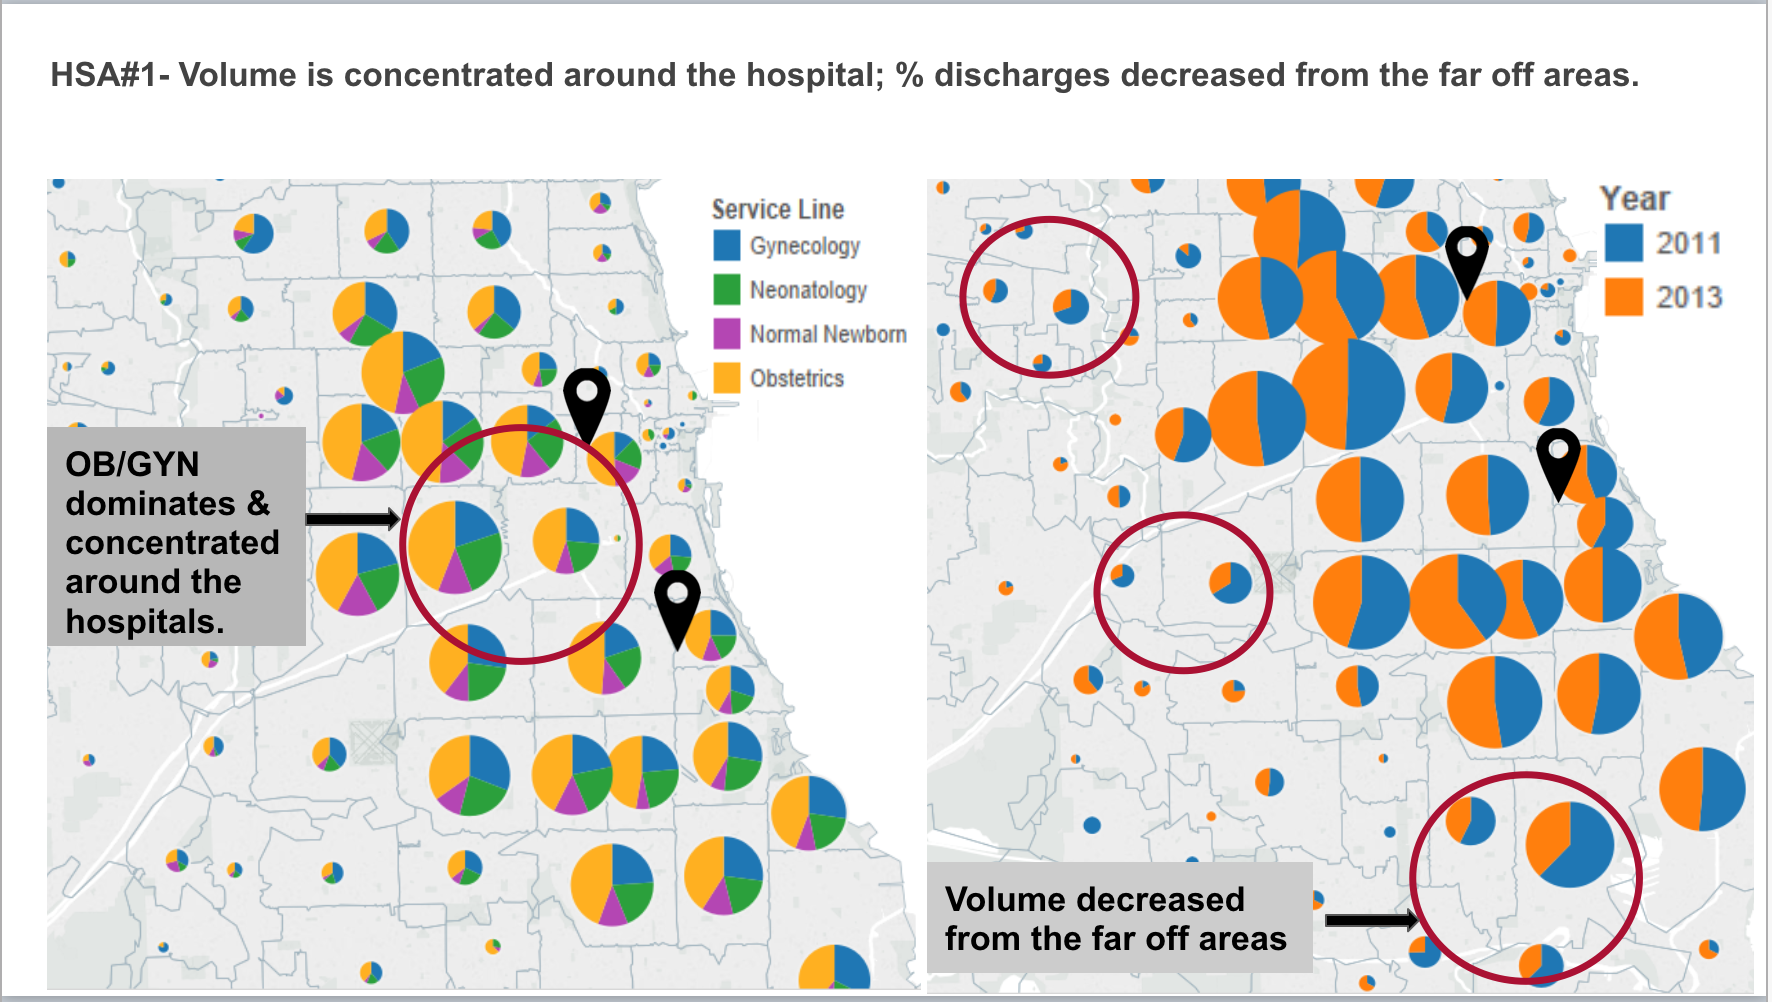 HSA#1- Volume is concentrated around the hospital; % discharges decreased from the far off areas.
Service Line
Gynecology
Neonatology
Normal Newborn
Obstetrics
OB/GYN
dominates &
concentrated
around the
hospitals.
Year
2011
2013
Volume decreased
from the far off areas